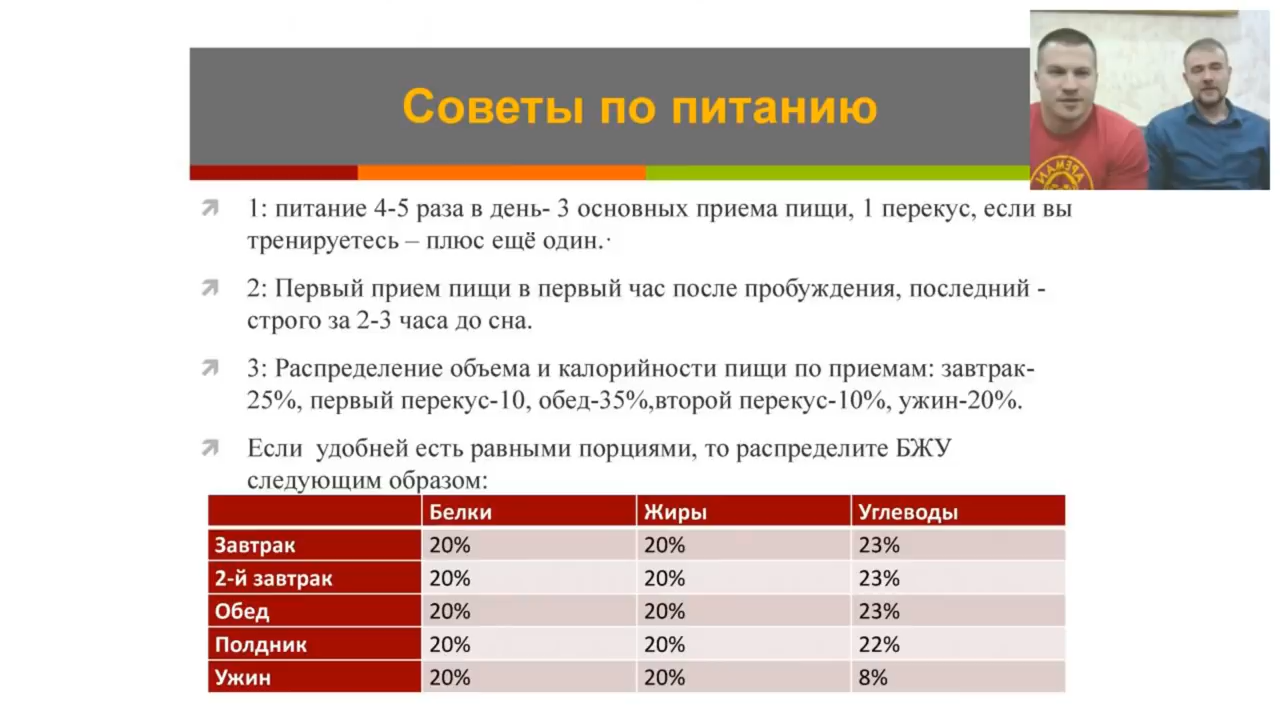 Советы по питанию
1: питание 4-5 раза в день- 3 основных приема пищи, 1 перекус, если вы
тренируетесь – плюс ещё один.·
2: Первый прием пищи в первый час после пробуждения, последний -
строго за 2-3 часа до сна.
3: Распределение объема и калорийности пищи по приемам: завтрак-
25%, первый перекус-10, обед-35%,второй перекус-10%, ужин-20%.
Если удобней есть равными порциями, то распределите БЖУ
следующим образом:
Белки Жиры Углеводы
Завтрак 20% 20% 23%
2-й завтрак 20% 20% 23%
Обед 20% 20% 23%
Полдник 20% 20% 22%
Ужин 20% 20% 8%